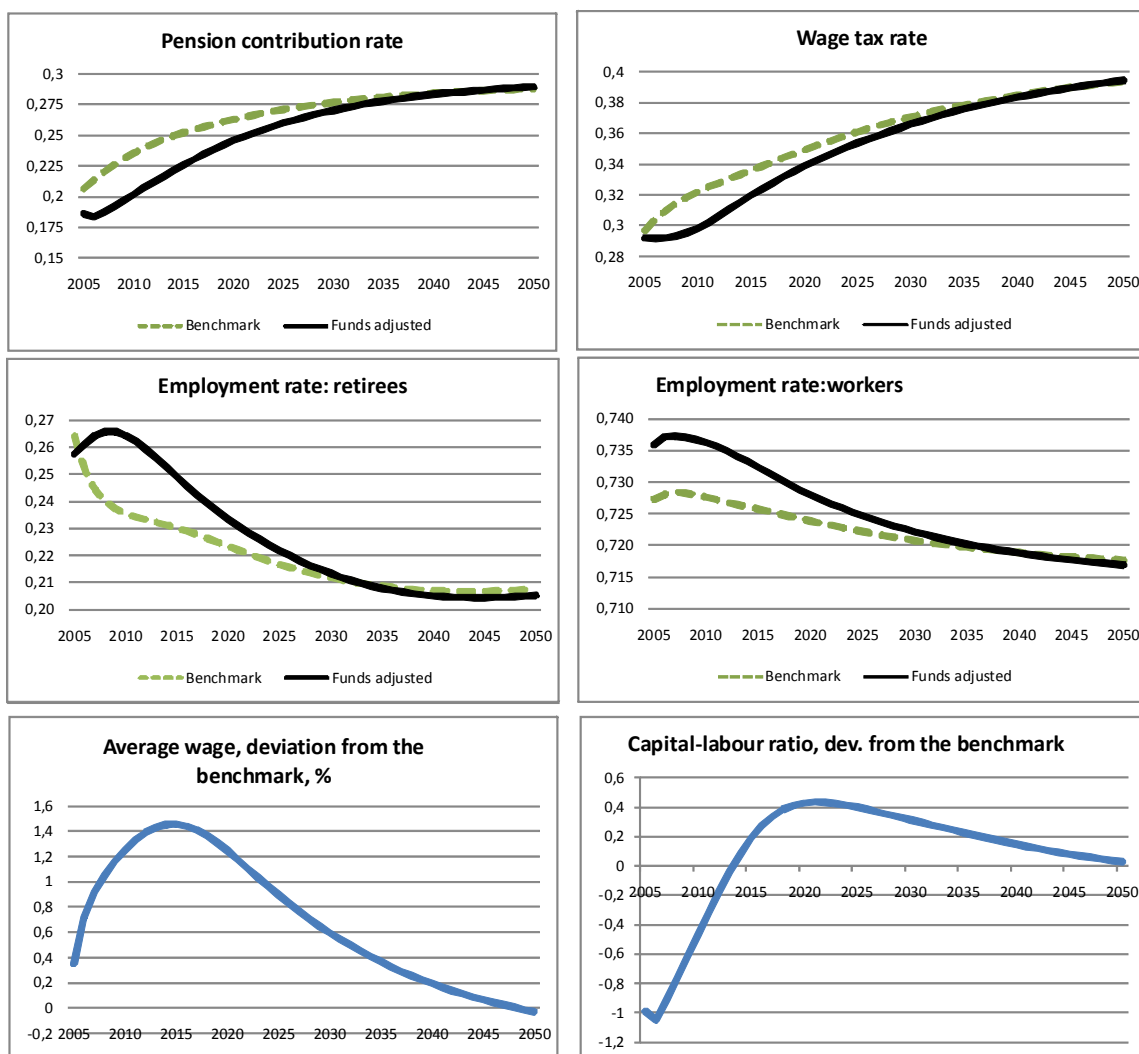 Pension contribution rate
0,3
0,275
0,25
0,225
0,2
0,175
0,15
2005 2010 2015 2020 2025 2030 2035 2040 2045 2050
Benchmark Funds adjusted
Wage tax rate
0,4
0,38
0,36
0,34
0,32
0,3
0,28
2005 2010 2015 2020 2025 2030 2035 2040 2045 2050
Benchmark Funds adjusted
Employment rate: retirees
0,27
0,26
0,25
0,24
0,23
0,22
0,21
0,20
2005 2010 2015 2020 2025 2030 2035 2040 2045 2050
Benchmark Funds adjusted
Employment rate:workers
0,740
0,735
0,730
0,725
0,720
0,715
0,710
2005 2010 2015 2020 2025 2030 2035 2040 2045 2050
Benchmark Funds adjusted
Average wage, deviation from the
benchmark, %
1,6
1,4
1,2
1
0,8
0,6
0,4
0,2
0
-0,2 2005 2010 2015 2020 2025 2030 2035 2040 2045 2050
Capital-labour ratio, dev. from the benchmark
0,6
0,4
0,2
0
2005 2010 2015 2020 2025 2030 2035 2040 2045 2050
-0,2
-0,4
-0,6
-0,8
-1
-1,2